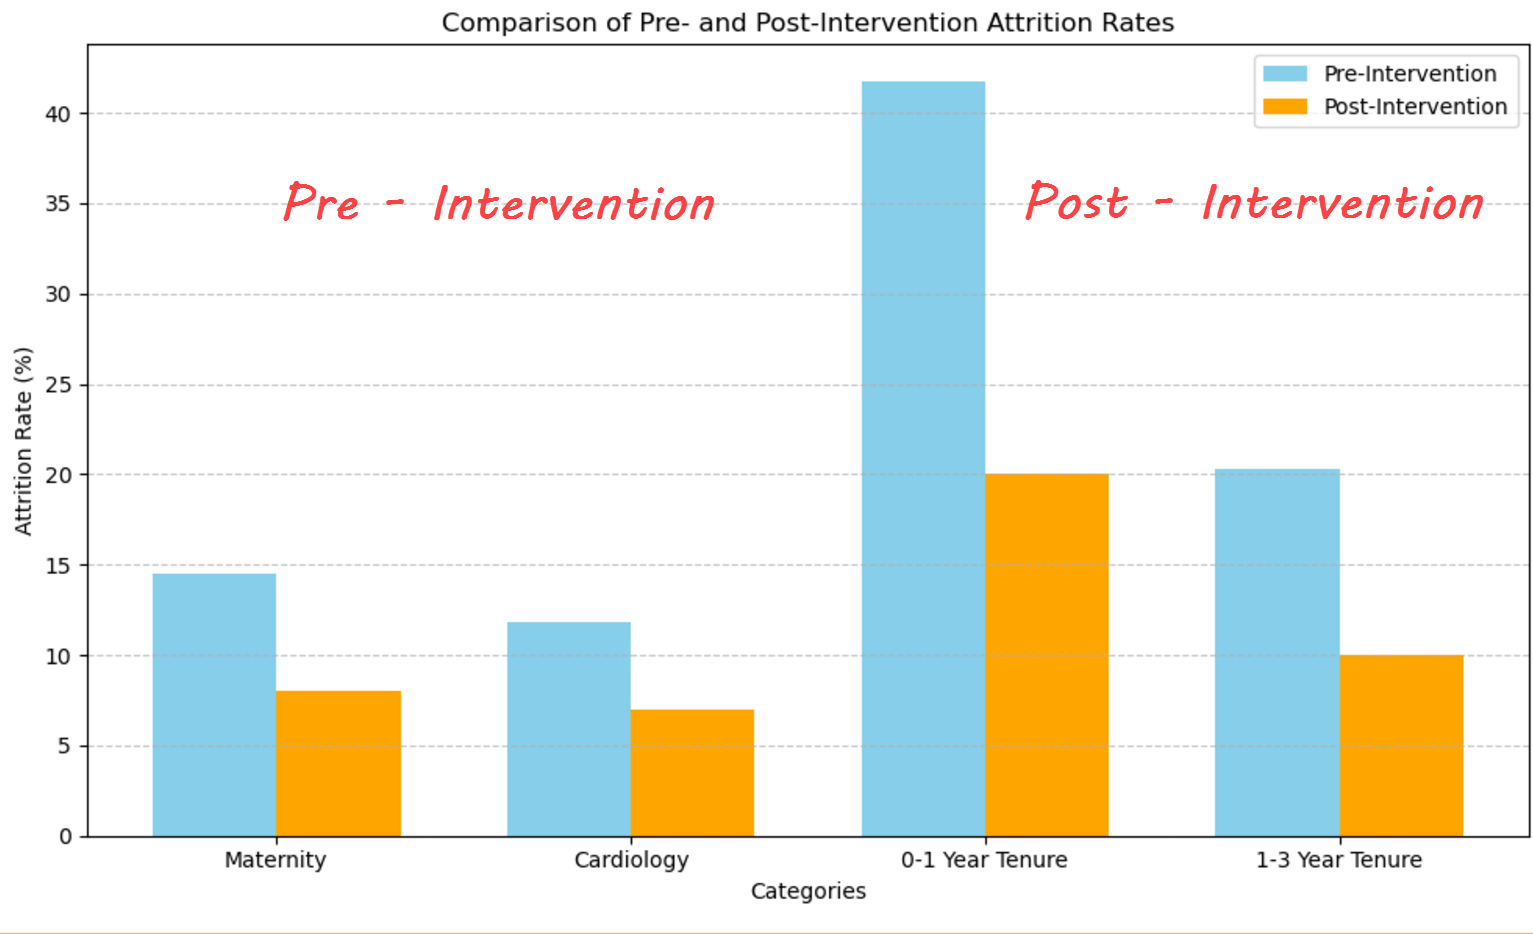 Comparison of Pre- and Post-Intervention Attrition Rates
Pre-Intervention
Post-Intervention
Pre - Intervention
Post - Intervention
Attrition Rate (%)
40
35
30
25
20
15
10
5
0
Maternity
Cardiology
0-1 Year Tenure
1-3 Year Tenure
Categories